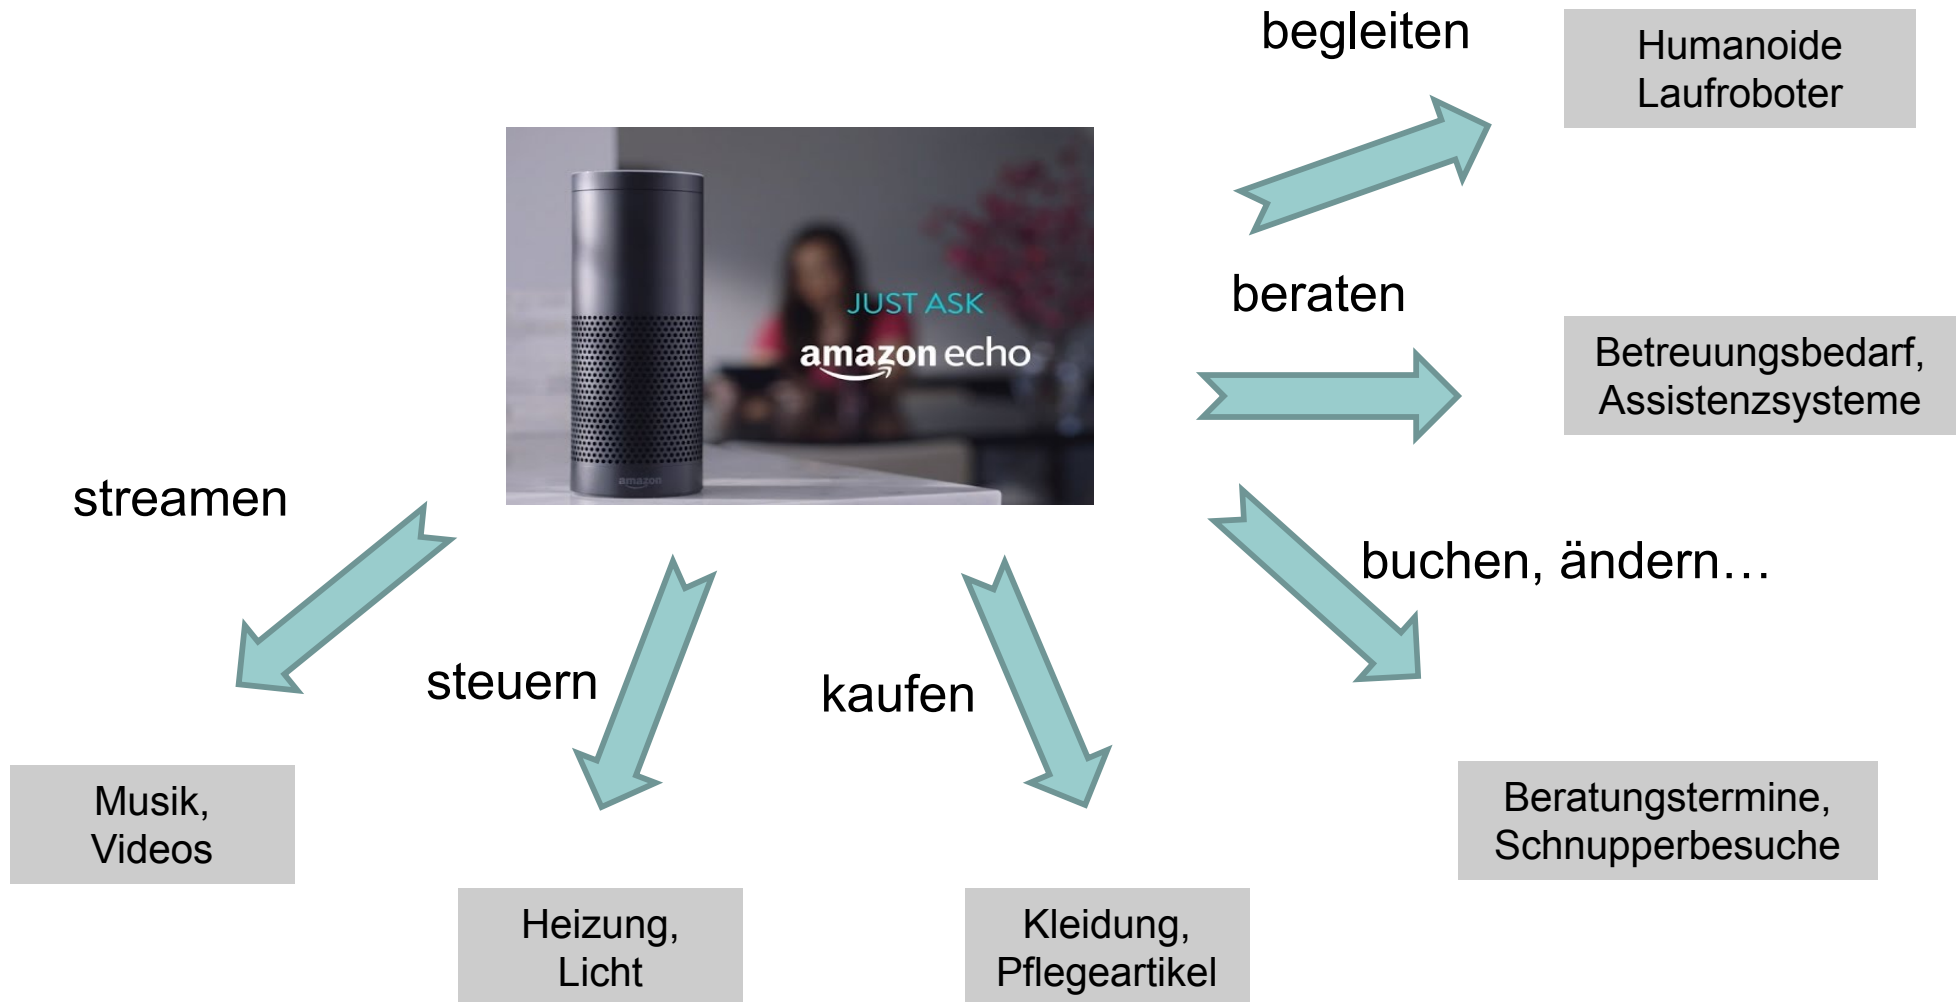 begleiten
Humanoide
Laufroboter
JUST ASK
amazon echo
amazon
beraten
Betreuungsbedarf,
Assistenzsysteme
streamen
buchen, ändern…
steuern
kaufen
Musik,
Videos
Beratungstermine,
Schnupperbesuche
Heizung,
Licht
Kleidung,
Pflegeartikel